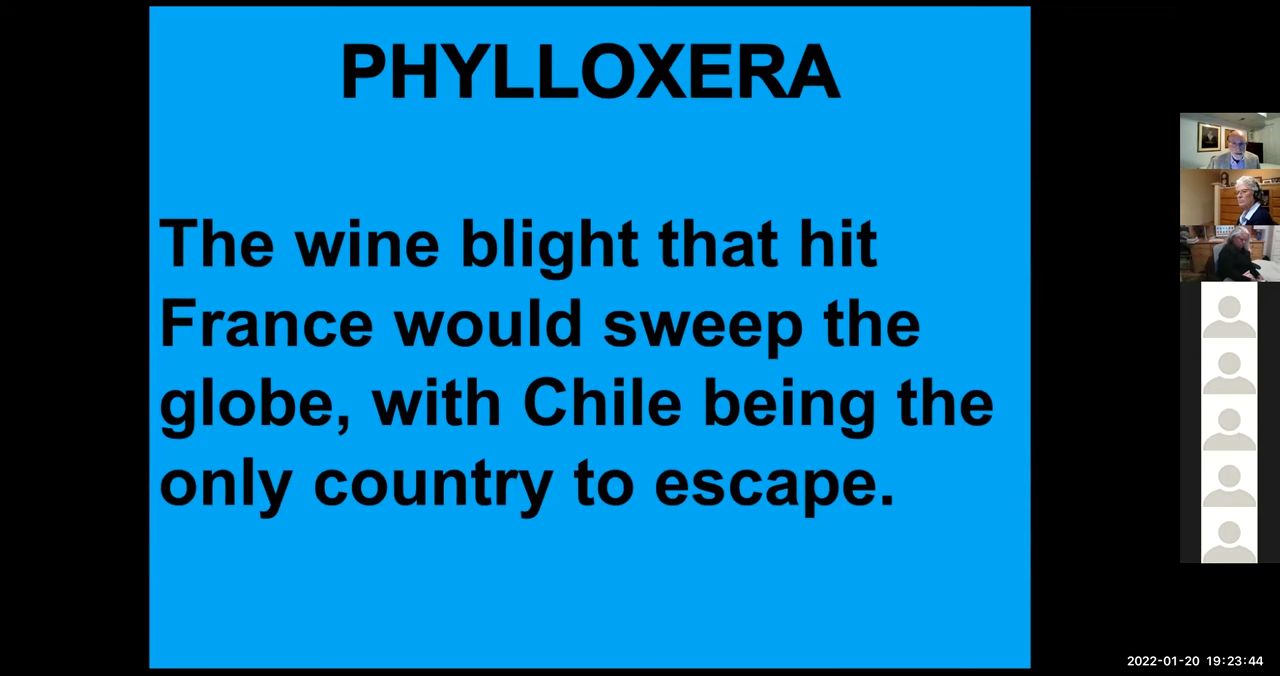 PHYLLOXERA
The wine blight that hit
France would sweep the
globe, with Chile being the
only country to escape.
2022-01-20 19:23:44